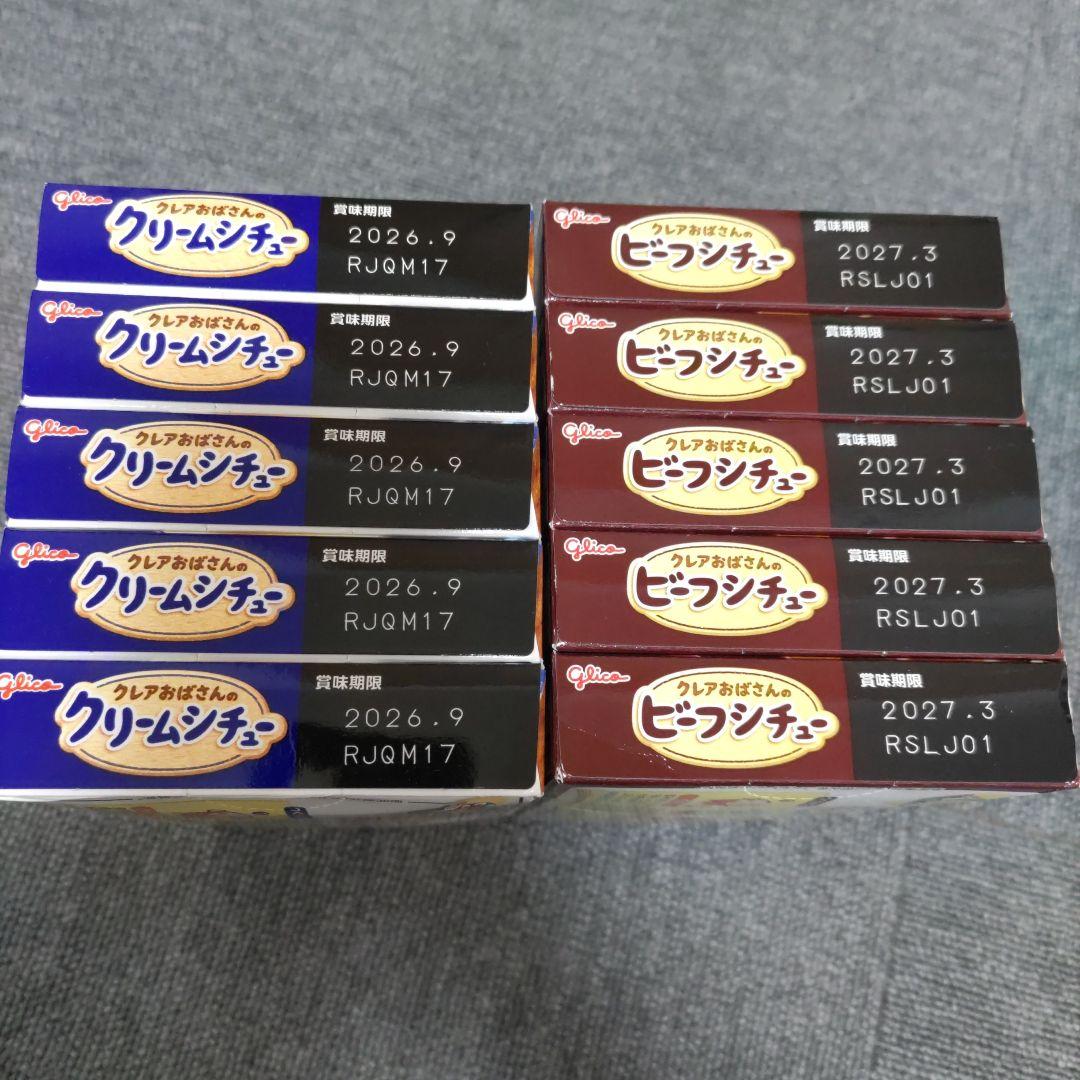 glico
クレアおばさんの
クリームシチュー
賞味期限
2026.9
RJQM17
glico
クレアおばさんの
クリームシチュー
賞味期限
2026.9
RJQM17
glico
クレアおばさんの
クリームシチュー
賞味期限
2026.9
RJQM17
glico
クレアおばさんの
クリームシチュー
賞味期限
2026.9
RJQM17
glico
クレアおばさんの
クリームシチュー
賞味期限
2026.9
RJQM17
glico
クレアおばさんの
ビーフシチュー
賞味期限
2027.3
RSLJ01
glico
クレアおばさんの
ビーフシチュー
賞味期限
2027.3
RSLJ01
glico
クレアおばさんの
ビーフシチュー
賞味期限
2027.3
RSLJ01
glico
クレアおばさんの
ビーフシチュー
賞味期限
2027.3
RSLJ01
glico
クレアおばさんの
ビーフシチュー
賞味期限
2027.3
RSLJ01